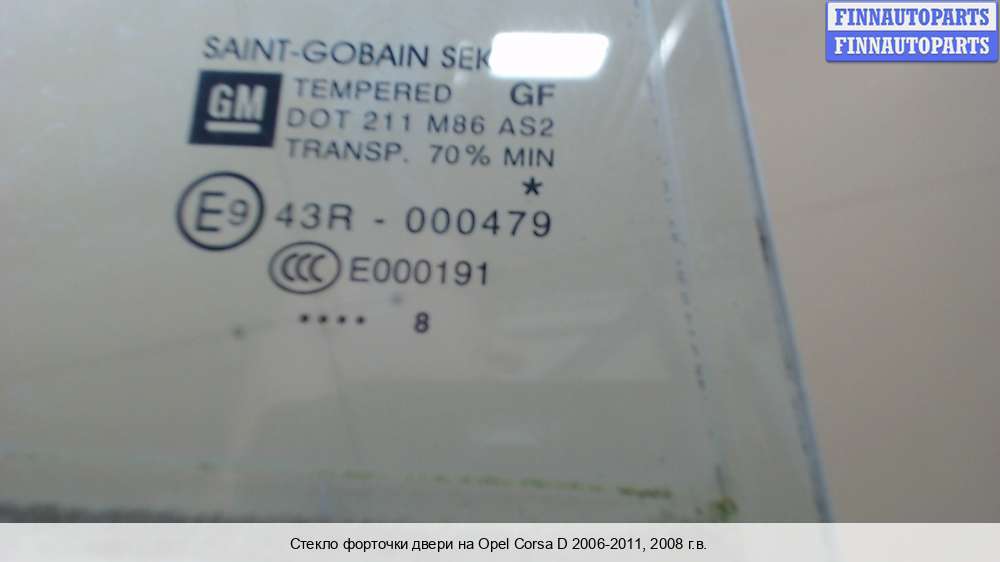 FINNAUTOPARTS
FINNAUTOPARTS
SAINT-GOBAIN
GM
TEMPERED GF
DOT 211 M86 AS2
TRANSP. 70% MIN
*
E9 43R - 000479
CCC E000191
•••• 8
Стекло форточки двери на Opel Corsa D 2006-2011, 2008 г.в.